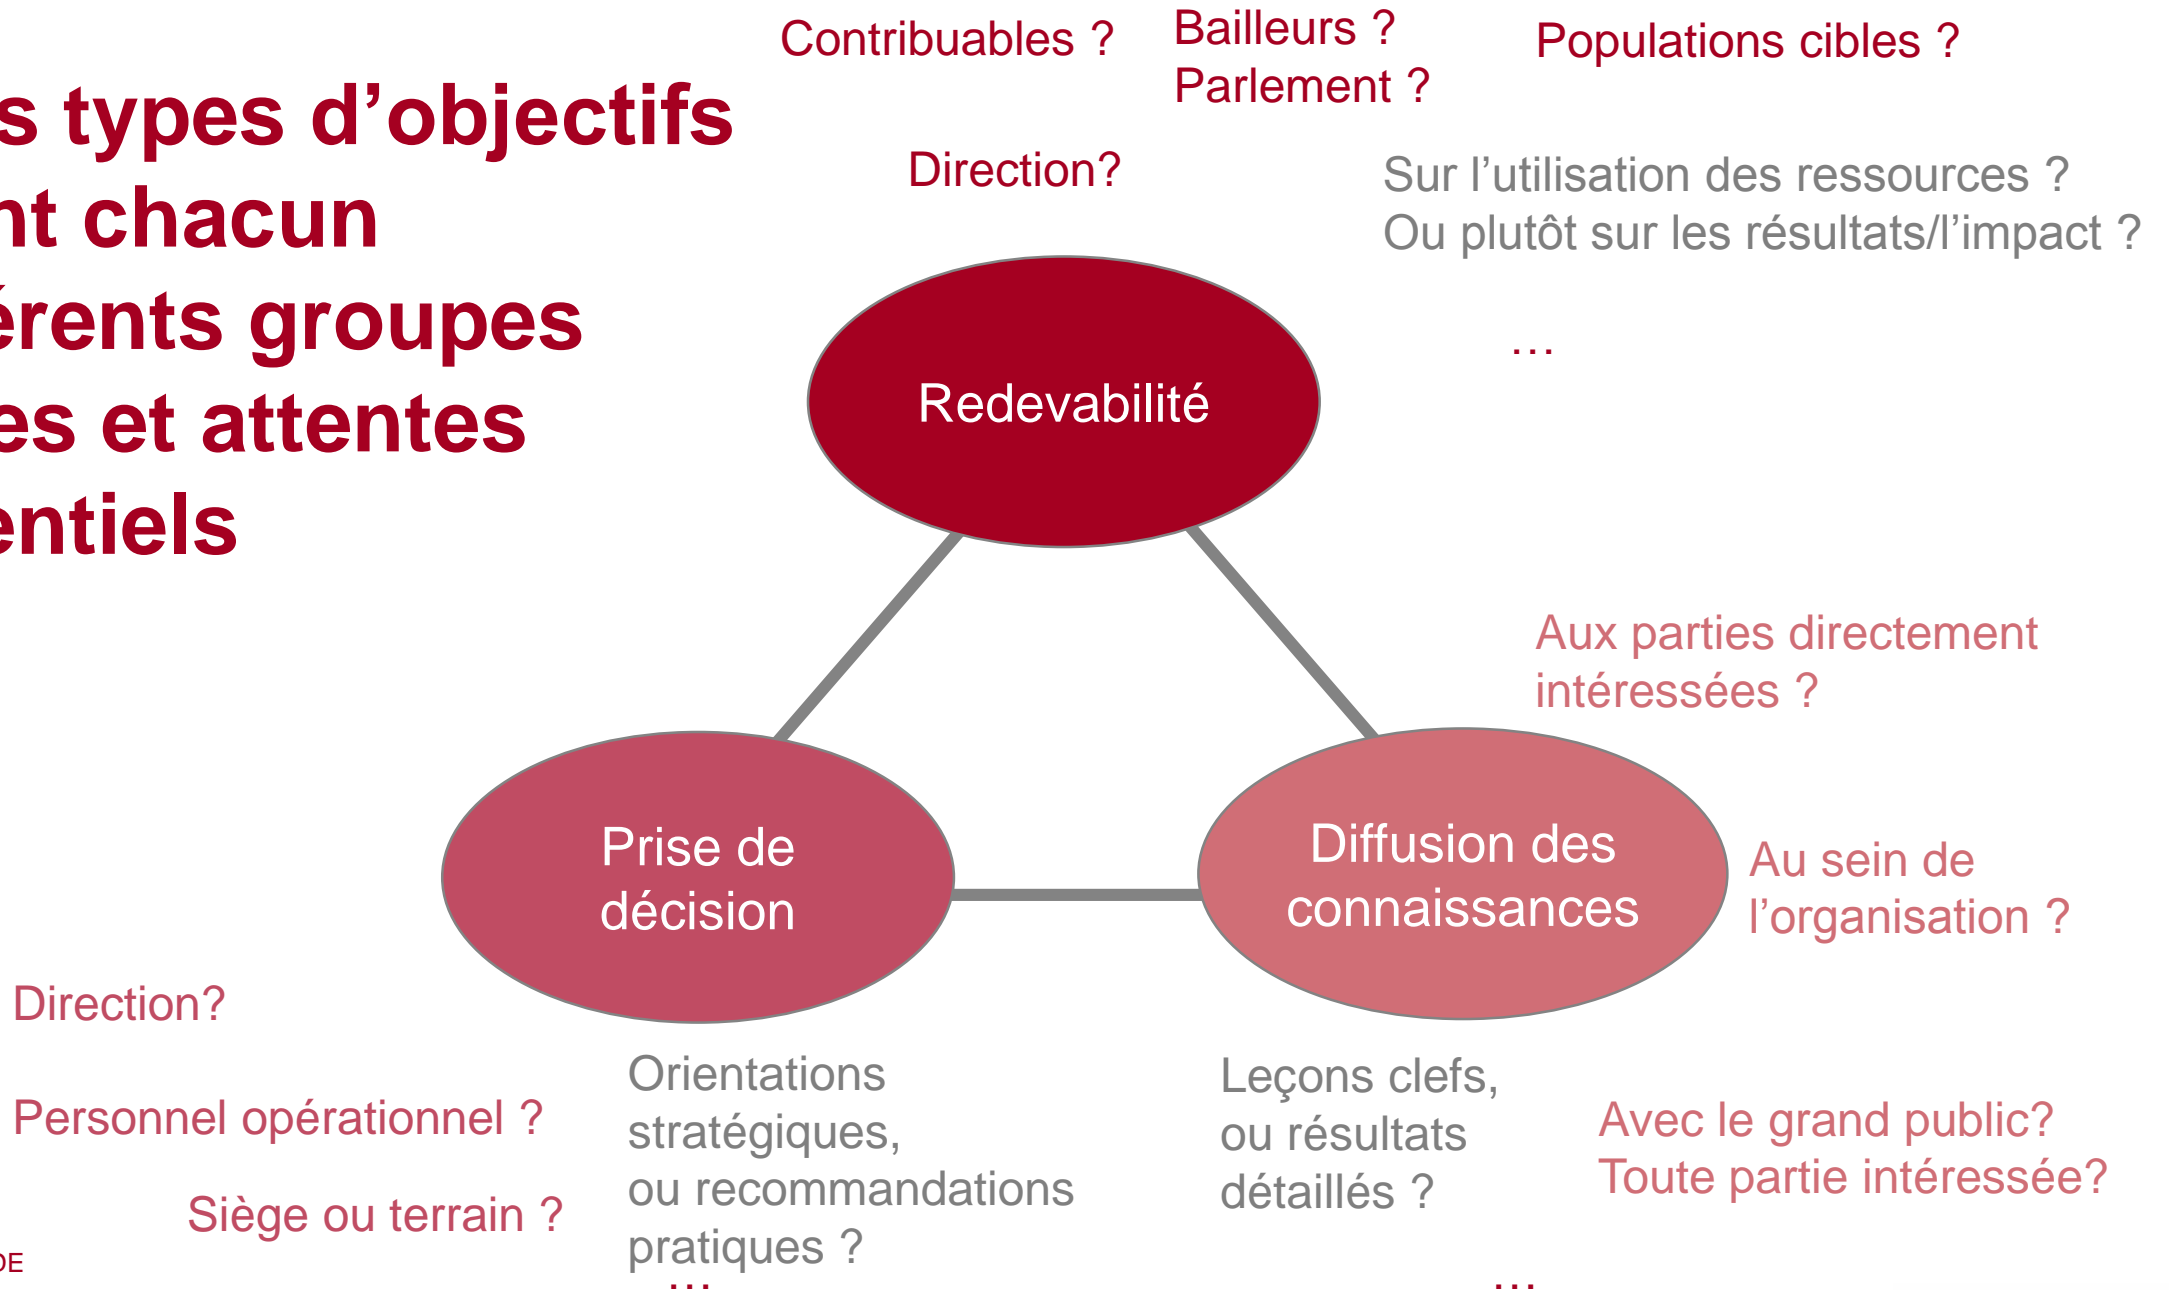 s types d’objectifs
nt chacun
érents groupes
es et attentes
entiels
Contribuables ?
Bailleurs ?
Parlement ?
Populations cibles ?
Direction?
Sur l’utilisation des ressources ?
Ou plutôt sur les résultats/l’impact ?
…
Redevabilité
Aux parties directement
intéressées ?
Prise de
décision
Diffusion des
connaissances
Au sein de
l’organisation ?
Direction?
Personnel opérationnel ?
Siège ou terrain ?
Orientations
stratégiques,
ou recommandations
pratiques ?
…
Leçons clefs,
ou résultats
détaillés ?
Avec le grand public?
Toute partie intéressée?
…
DE